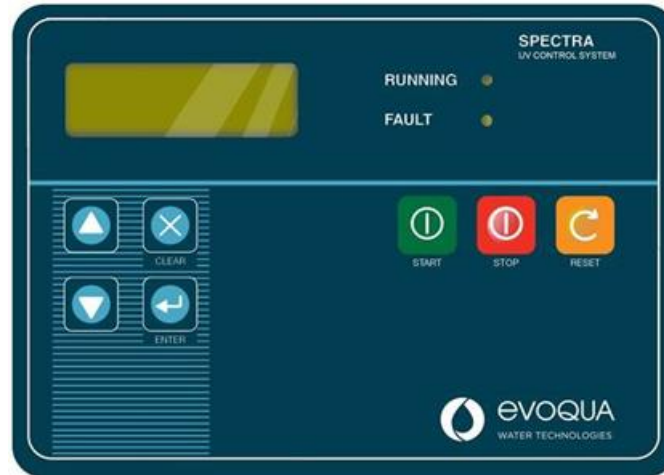 SPECTRA
UV CONTROL SYSTEM
RUNNING
FAULT
CLEAR
START
STOP
RESET
ENTER
evoQUA
WATER TECHNOLOGIES